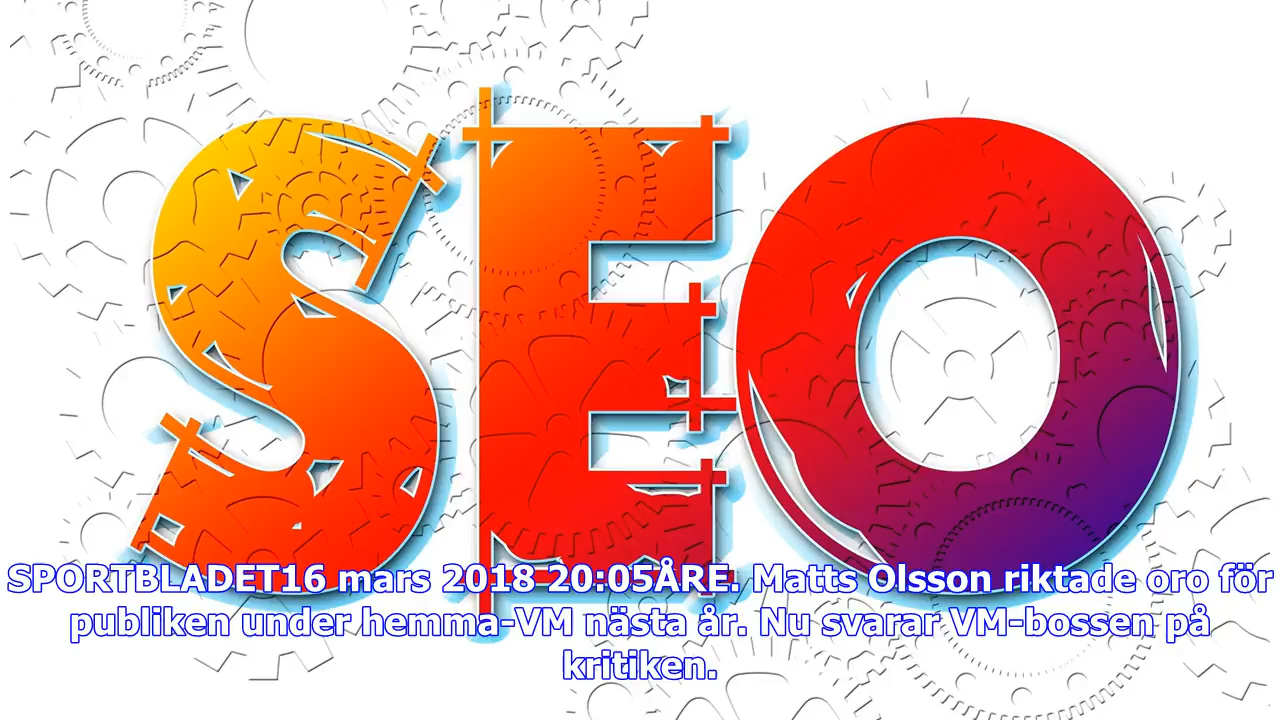 SEO
SPORTBLADET16 mars 2018 20:05ÅRE. Matts Olsson riktade oro för
publiken under hemma-VM nästa år. Nu svarar VM-bossen på
kritiken.